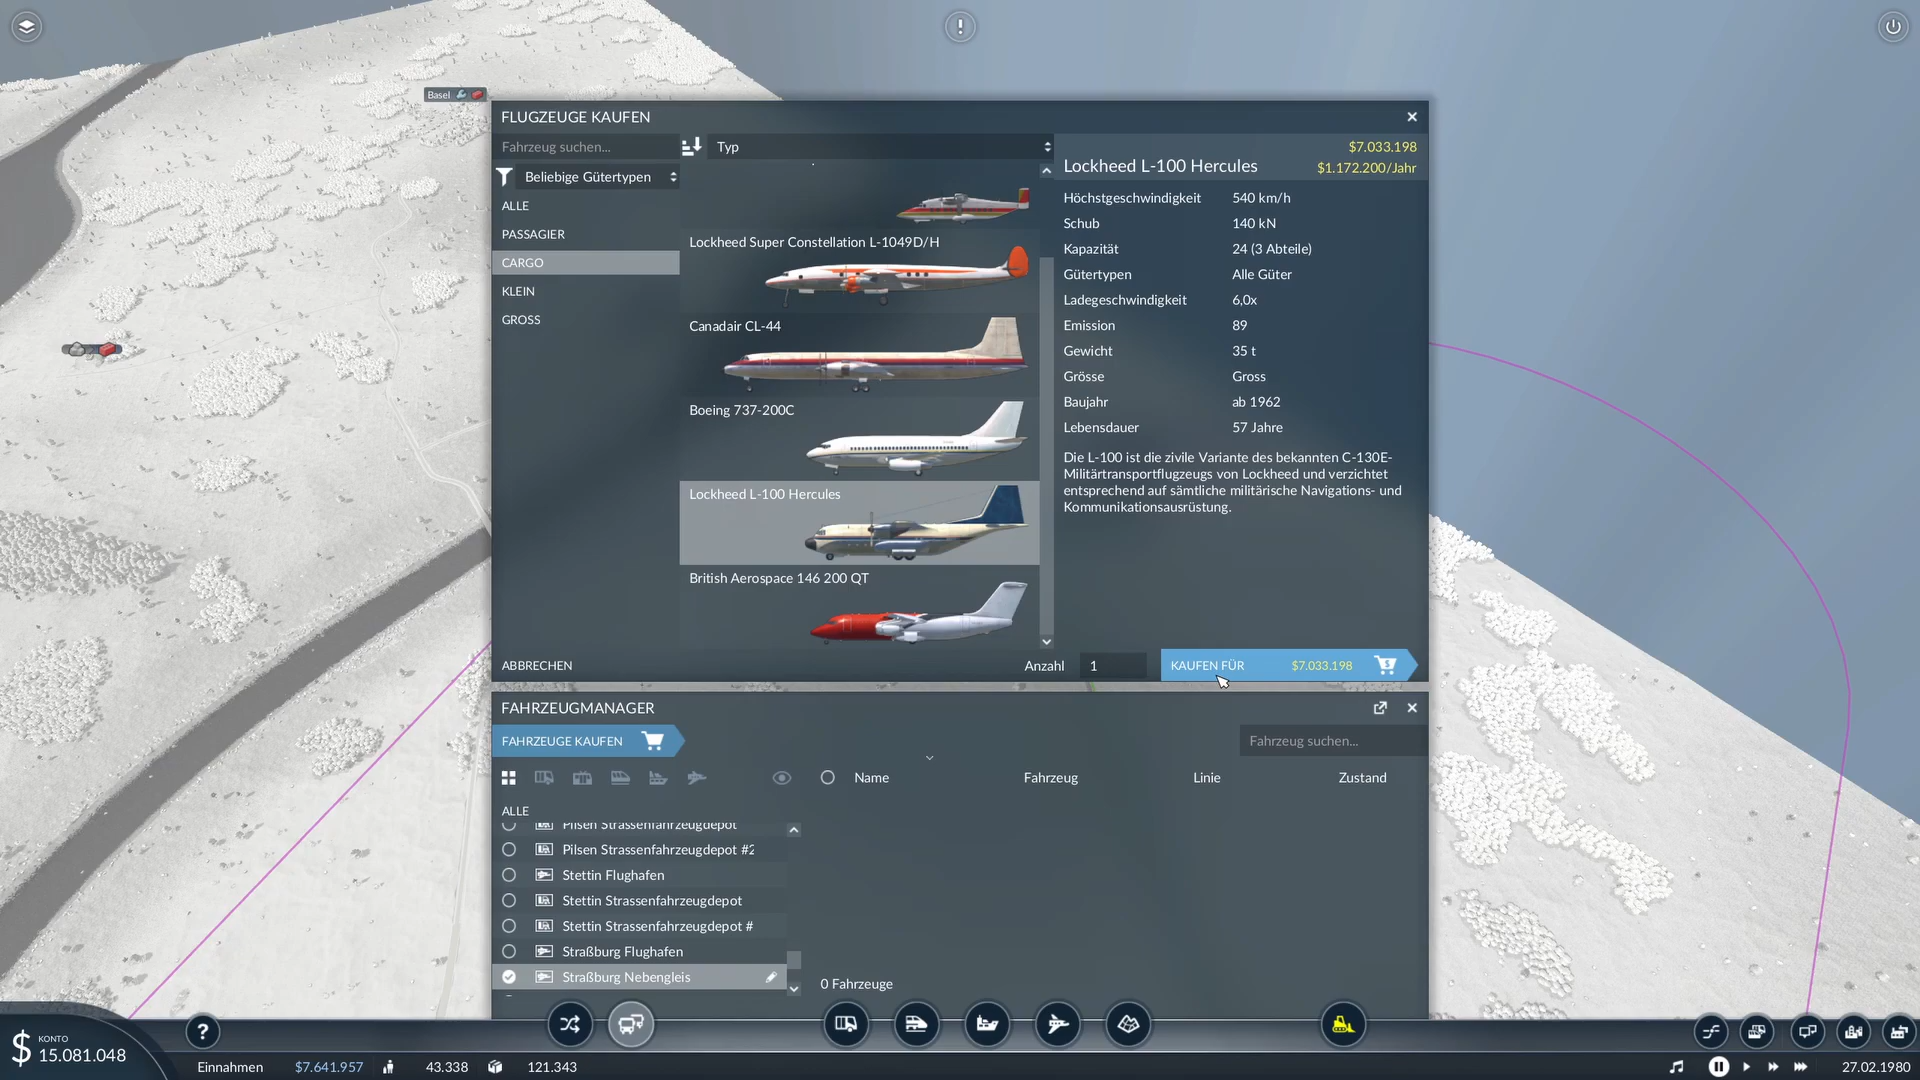 Basel
FLUGZEUGE KAUFEN
Fahrzeug suchen...
Typ
Beliebige Gütertypen
ALLE
PASSAGIER
CARGO
KLEIN
GROSS
Lockheed Super Constellation L-1049D/H
Canadair CL-44
Boeing 737-200C
Lockheed L-100 Hercules
British Aerospace 146 200 QT
$7.033.198
Lockheed L-100 Hercules
$1.172.200/Jahr
Höchstgeschwindigkeit 540 km/h
Schub 140 kN
Kapazität 24 (3 Abteile)
Gütertypen Alle Güter
Ladegeschwindigkeit 6,0x
Emission 89
Gewicht 35 t
Grösse Gross
Baujahr ab 1962
Lebensdauer 57 Jahre
Die L-100 ist die zivile Variante des bekannten C-130E-
Militärtransportflugzeugs von Lockheed und verzichtet
entsprechend auf sämtliche militärische Navigations- und
Kommunikationsausrüstung.
ABBRECHEN
Anzahl 1
KAUFEN FÜR $7.033.198
FAHRZEUGMANAGER
FAHRZEUGE KAUFEN
Fahrzeug suchen...
Name Fahrzeug Linie Zustand
ALLE
Pilsen Strassenfahrzeugdepot
Pilsen Strassenfahrzeugdepot #2
Stettin Flughafen
Stettin Strassenfahrzeugdepot
Stettin Strassenfahrzeugdepot #
Straßburg Flughafen
Straßburg Nebengleis
0 Fahrzeuge
$ KONTO
15.081.048
?
Einnahmen $7.641.957 43.338 121.343
27.02.1980